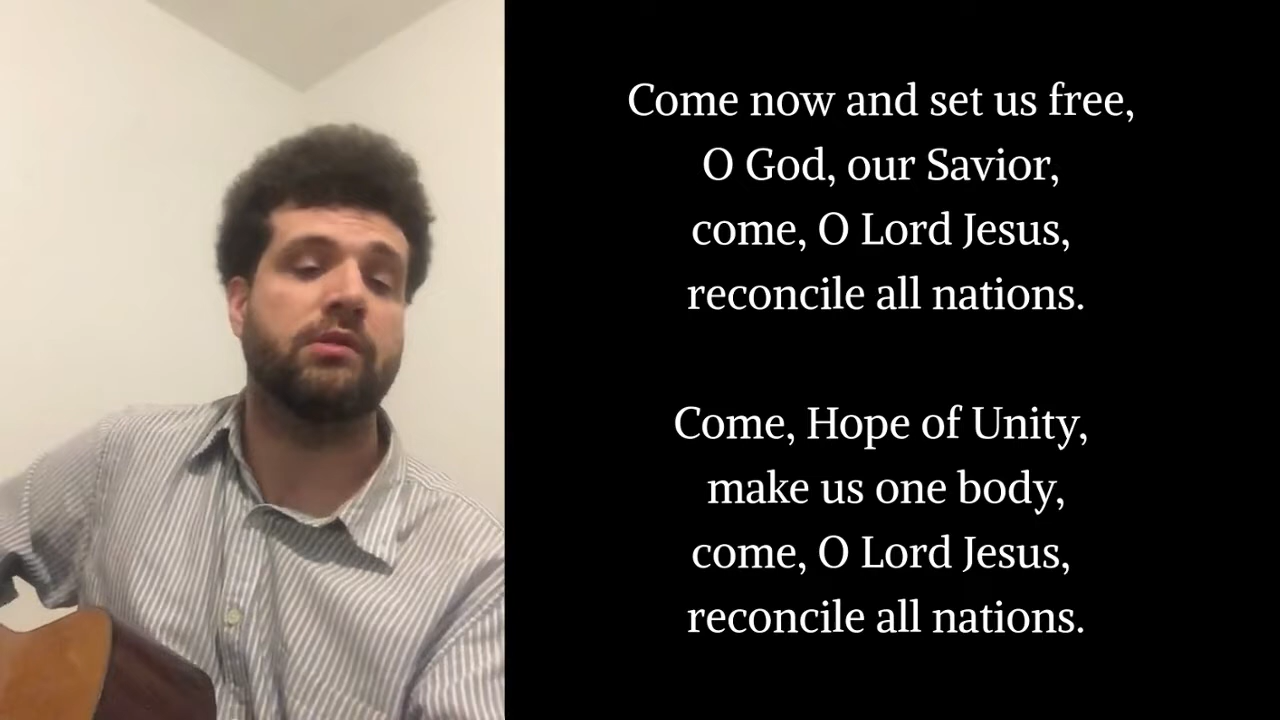 Come now and set us free,
O God, our Savior,
come, O Lord Jesus,
reconcile all nations.
Come, Hope of Unity,
make us one body,
come, O Lord Jesus,
reconcile all nations.